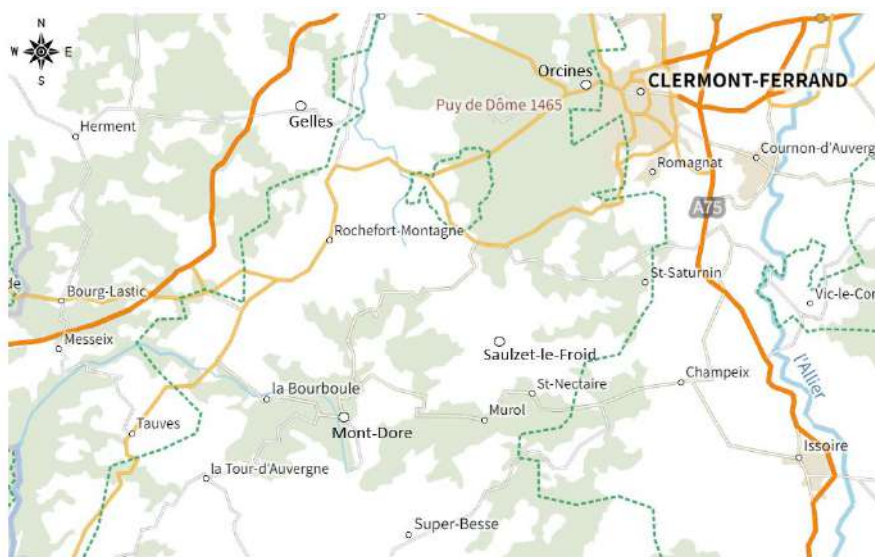 N
W E
S
Orcines
CLERMONT-FERRAND
Puy de Dôme 1465
Gelles
Herment
Cournon-d'Auverg
Romagnat
A75
Rochefort-Montagne
St-Saturnin
de
Bourg-Lastic
Vic-le-Cor
Messeix
Saulzet-le-Froid
l'Allier
Champeix
la Bourboule
St-Nectaire
Murol
Mont-Dore
Tauves
Issoire
la Tour-d'Auvergne
Super-Besse